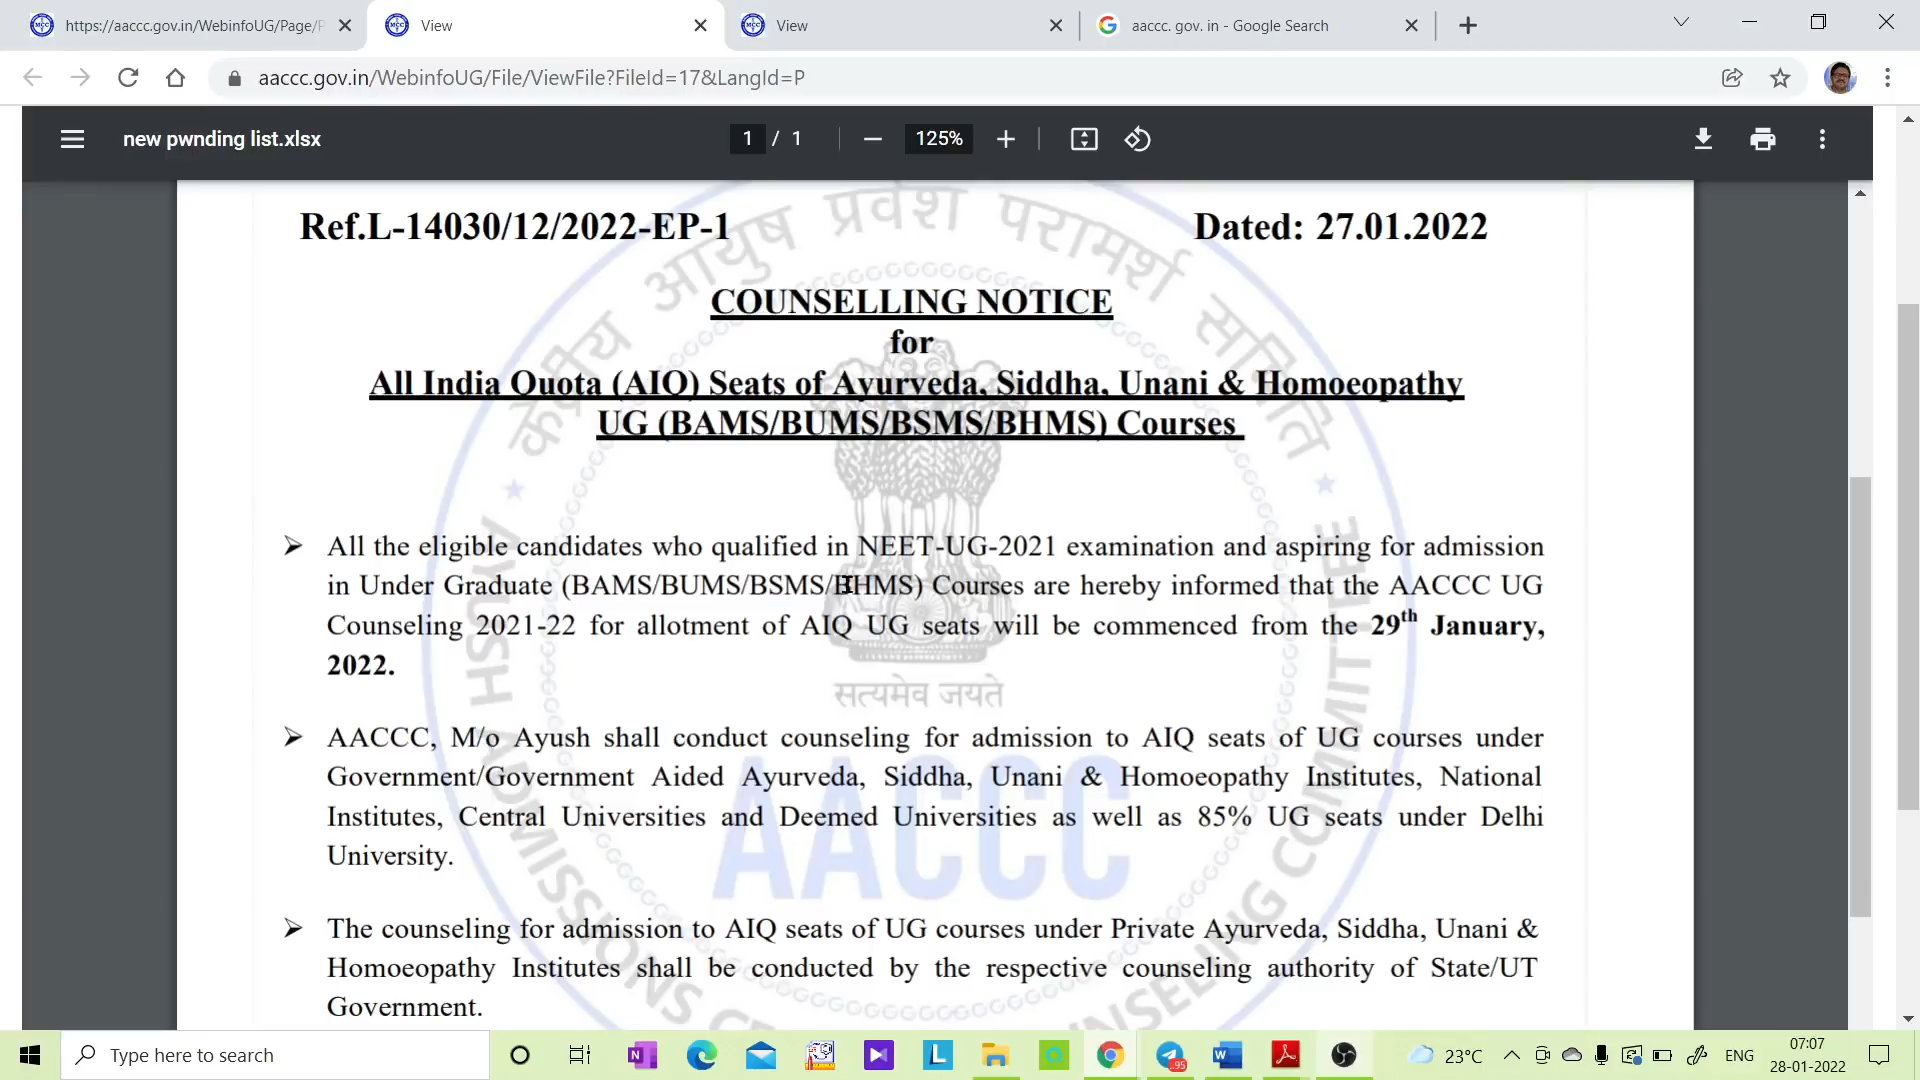 https://aaccc.gov.in/WebinfoUG/Page/P
View
View
aaccc. gov. in - Google Search
aaccc.gov.in/WebinfoUG/File/ViewFile?FileId=17&LangId=P
new pwnding list.xlsx
1 / 1
125%
Ref.L-14030/12/2022-EP-1 Dated: 27.01.2022
COUNSELLING NOTICE
for
All India Quota (AIQ) Seats of Ayurveda, Siddha, Unani & Homoeopathy
UG (BAMS/BUMS/BSMS/BHMS) Courses
➢ All the eligible candidates who qualified in NEET-UG-2021 examination and aspiring for admission
in Under Graduate (BAMS/BUMS/BSMS/BHMS) Courses are hereby informed that the AACCC UG
Counseling 2021-22 for allotment of AIQ UG seats will be commenced from the 29th January,
2022.
➢ AACCC, M/o Ayush shall conduct counseling for admission to AIQ seats of UG courses under
Government/Government Aided Ayurveda, Siddha, Unani & Homoeopathy Institutes, National
Institutes, Central Universities and Deemed Universities as well as 85% UG seats under Delhi
University.
➢ The counseling for admission to AIQ seats of UG courses under Private Ayurveda, Siddha, Unani &
Homoeopathy Institutes shall be conducted by the respective counseling authority of State/UT
Government.
केंद्रीय आयुष प्रवेश परामर्श समिति
सत्यमेव जयते
AACCC
Type here to search
95
23°C
ENG
07:07
28-01-2022